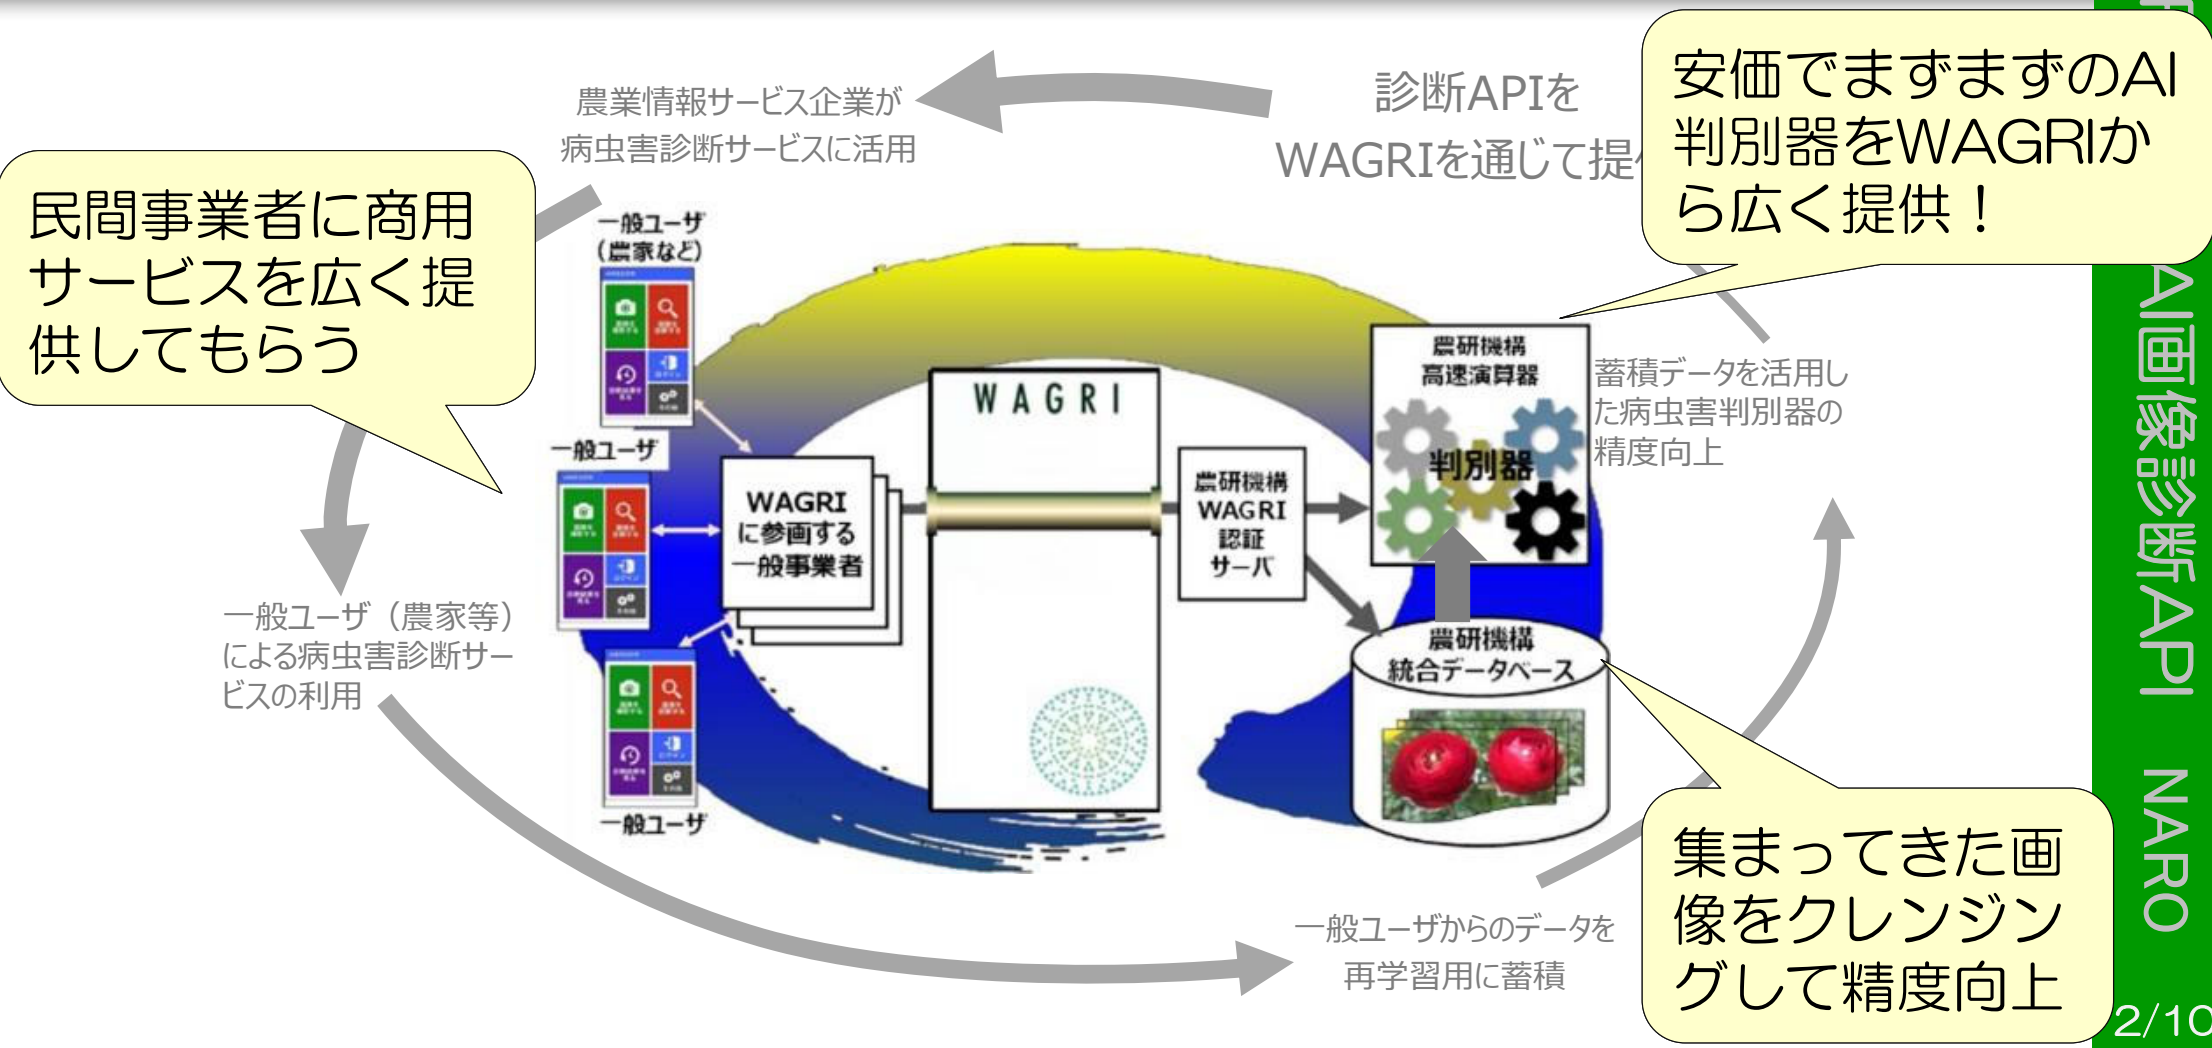 農業情報サービス企業が
病虫害診断サービスに活用
診断APIを
WAGRIを通じて提
安価でまずまずのAI
判別器をWAGRIか
ら広く提供！
民間事業者に商用
サービスを広く提
供してもらう
一般ユーザ
（農家など）
一般ユーザ
一般ユーザ
WAGRI
に参画する
一般事業者
WAGRI
農研機構
WAGRI
認証
サーバ
農研機構
高速演算器
判別器
農研機構
統合データベース
蓄積データを活用し
た病虫害判別器の
精度向上
一般ユーザ（農家等）
による病虫害診断サー
ビスの利用
一般ユーザからのデータを
再学習用に蓄積
集まってきた画
像をクレンジン
グして精度向上
AI画像診断API NARO
2/10